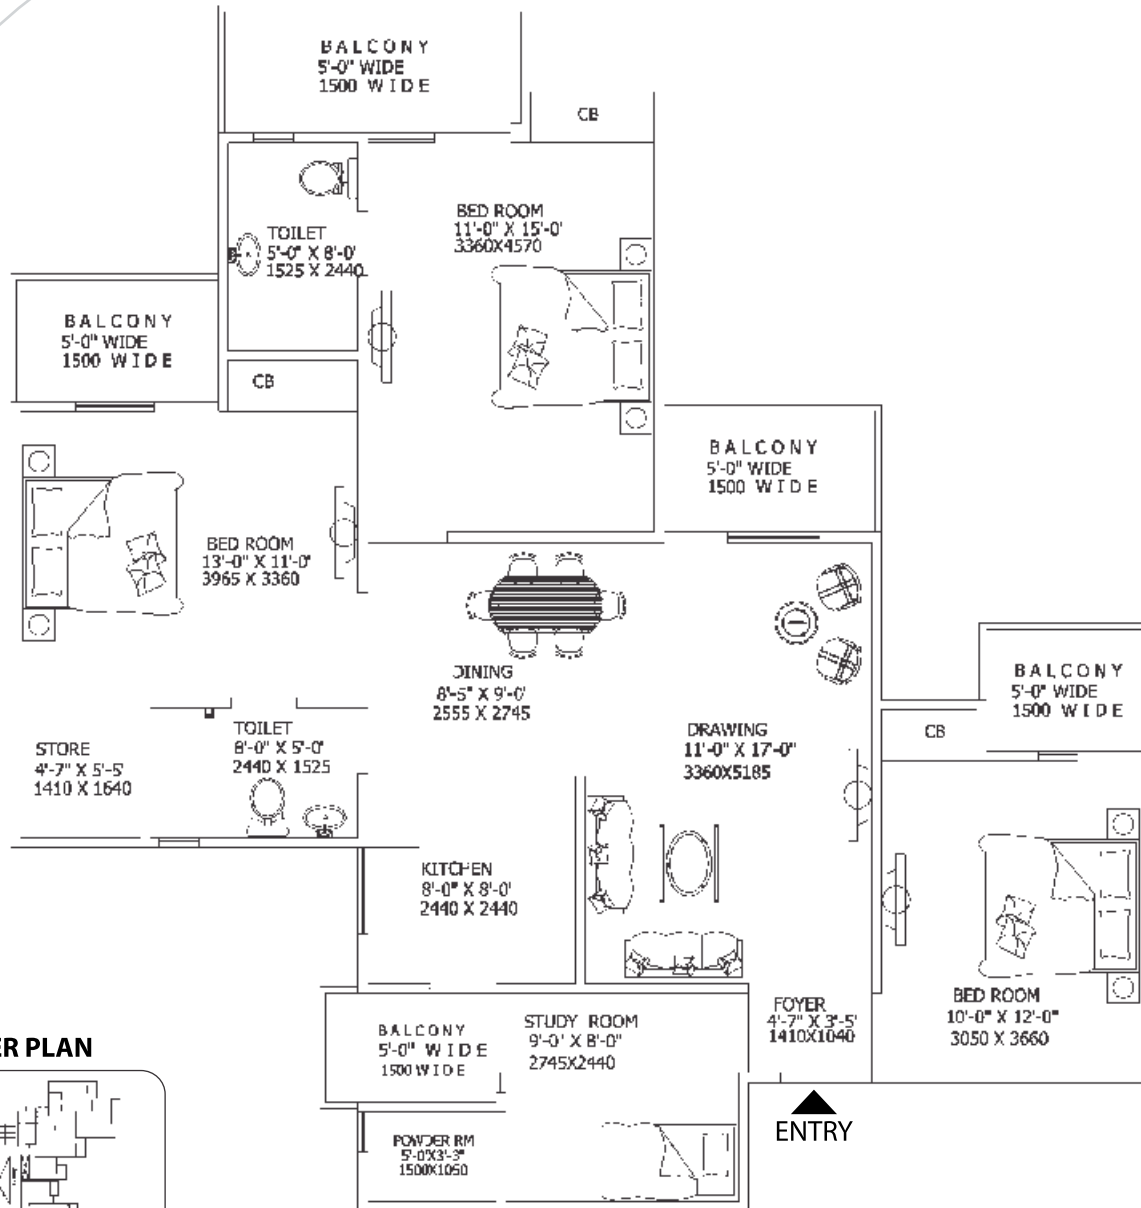 BALCONY
5'-0" WIDE
1500 WIDE
CB
BED ROOM
11'-0" X 15'-0'
3360X4570
TOILET
5'-0" X 8'-0'
1525 X 2440
BALCONY
5'-0" WIDE
1500 WIDE
CB
BALCONY
5'-0" WIDE
1500 WIDE
BED ROOM
13'-0" X 11'-0"
3965 X 3360
DINING
8'-5" X 9'-0'
2555 X 2745
BALCONY
5'-0" WIDE
1500 WIDE
CB
DRAWING
11'-0" X 17'-0"
3360X5185
TOILET
8'-0" X 5'-0'
2440 X 1525
STORE
4'-7" X 5'-5'
1410 X 1640
KITCHEN
8'-0" X 8'-0'
2440 X 2440
BED ROOM
10'-0" X 12'-0"
3050 X 3660
FOYER
4'-7" X 3'-5'
1410X1040
STUDY ROOM
9'-0' X 8'-0"
2745X2440
BALCONY
5'-0" WIDE
1500 WIDE
ER PLAN
ENTRY
POWDER RM
5'-0'X3'-3"
1500X1050